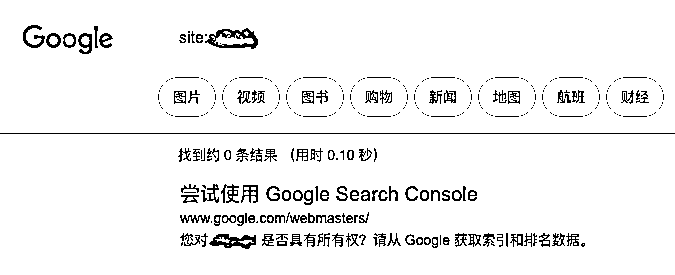 Google
site:
图片 视频 图书 购物 新闻 地图 航班 财经
找到约 0 条结果 （用时 0.10 秒）
尝试使用 Google Search Console
www.google.com/webmasters/
您对 是否具有所有权？请从 Google 获取索引和排名数据。